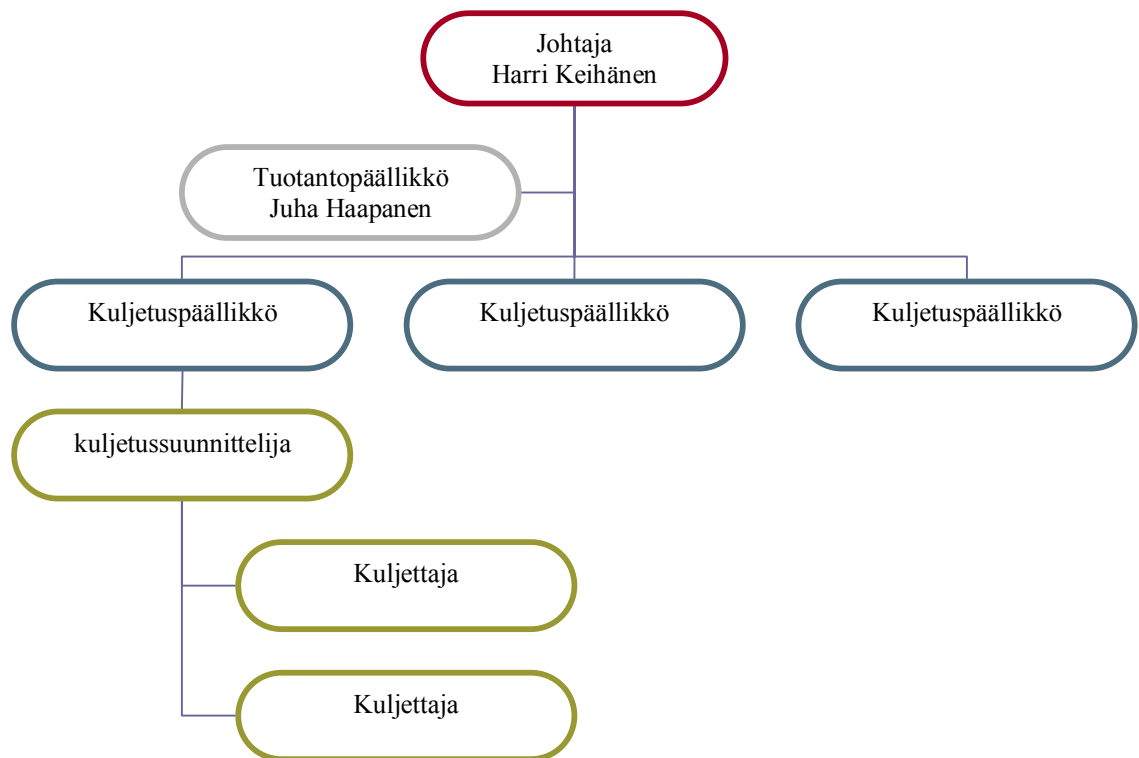 Johtaja
Harri Keihänen
Tuotantopäällikkö
Juha Haapanen
Kuljetuspäällikkö
Kuljetuspäällikkö
Kuljetuspäällikkö
kuljetussuunnittelija
Kuljettaja
Kuljettaja